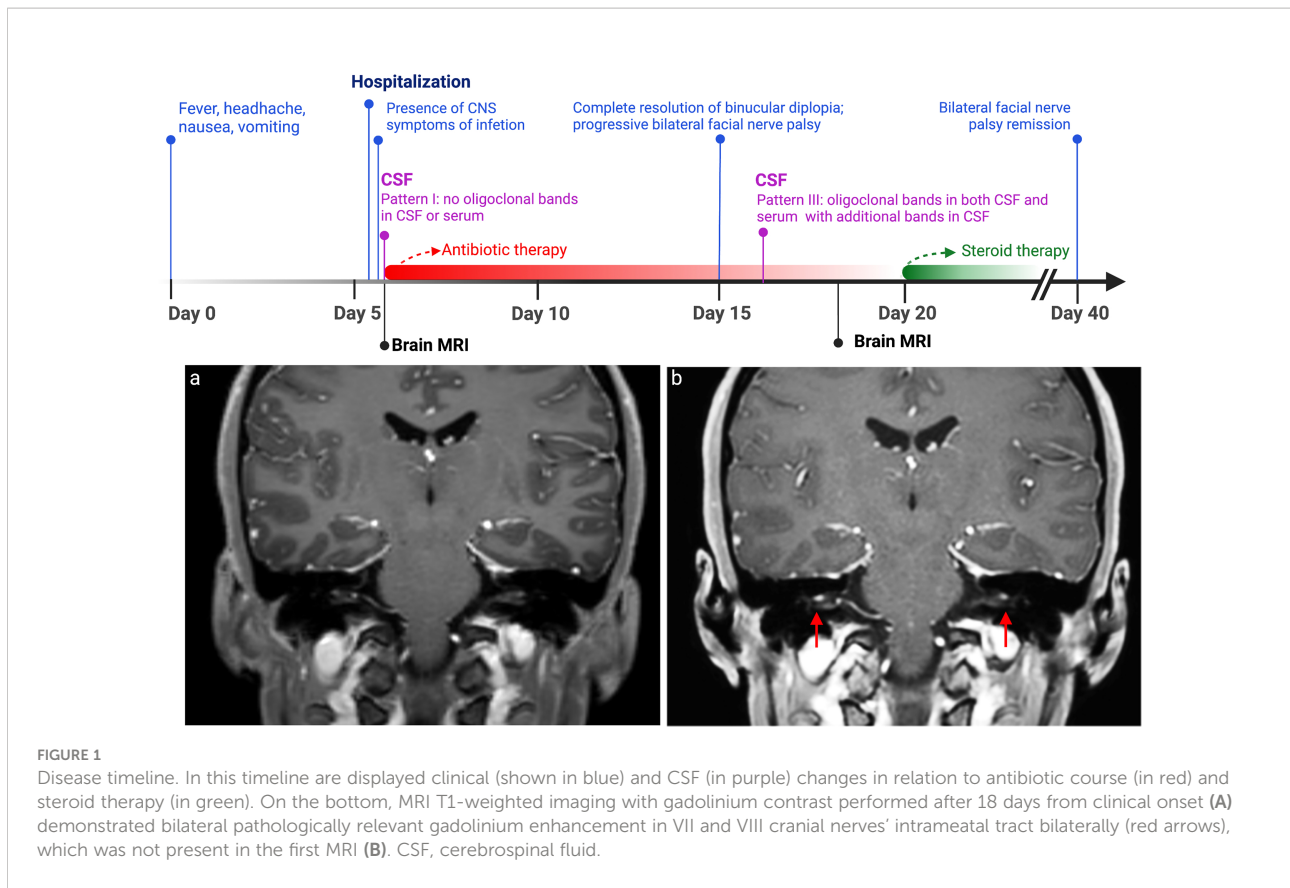 Hospitalization
Fever, headhache,
nausea, vomiting
Presence of CNS
symptoms of infetion
Complete resolution of binucular diplopia;
progressive bilateral facial nerve palsy
Bilateral facial nerve
palsy remission
CSF
Pattern I: no oligoclonal bands
in CSF or serum
CSF
Pattern III: oligoclonal bands in both CSF and
serum with additional bands in CSF
Antibiotic therapy
Steroid therapy
Day 0
Day 5
Day 10
Day 15
Day 20
Day 40
Brain MRI
Brain MRI
a
b
FIGURE 1
Disease timeline. In this timeline are displayed clinical (shown in blue) and CSF (in purple) changes in relation to antibiotic course (in red) and
steroid therapy (in green). On the bottom, MRI T1-weighted imaging with gadolinium contrast performed after 18 days from clinical onset (A)
demonstrated bilateral pathologically relevant gadolinium enhancement in VII and VIII cranial nerves' intrameatal tract bilaterally (red arrows),
which was not present in the first MRI (B). CSF, cerebrospinal fluid.